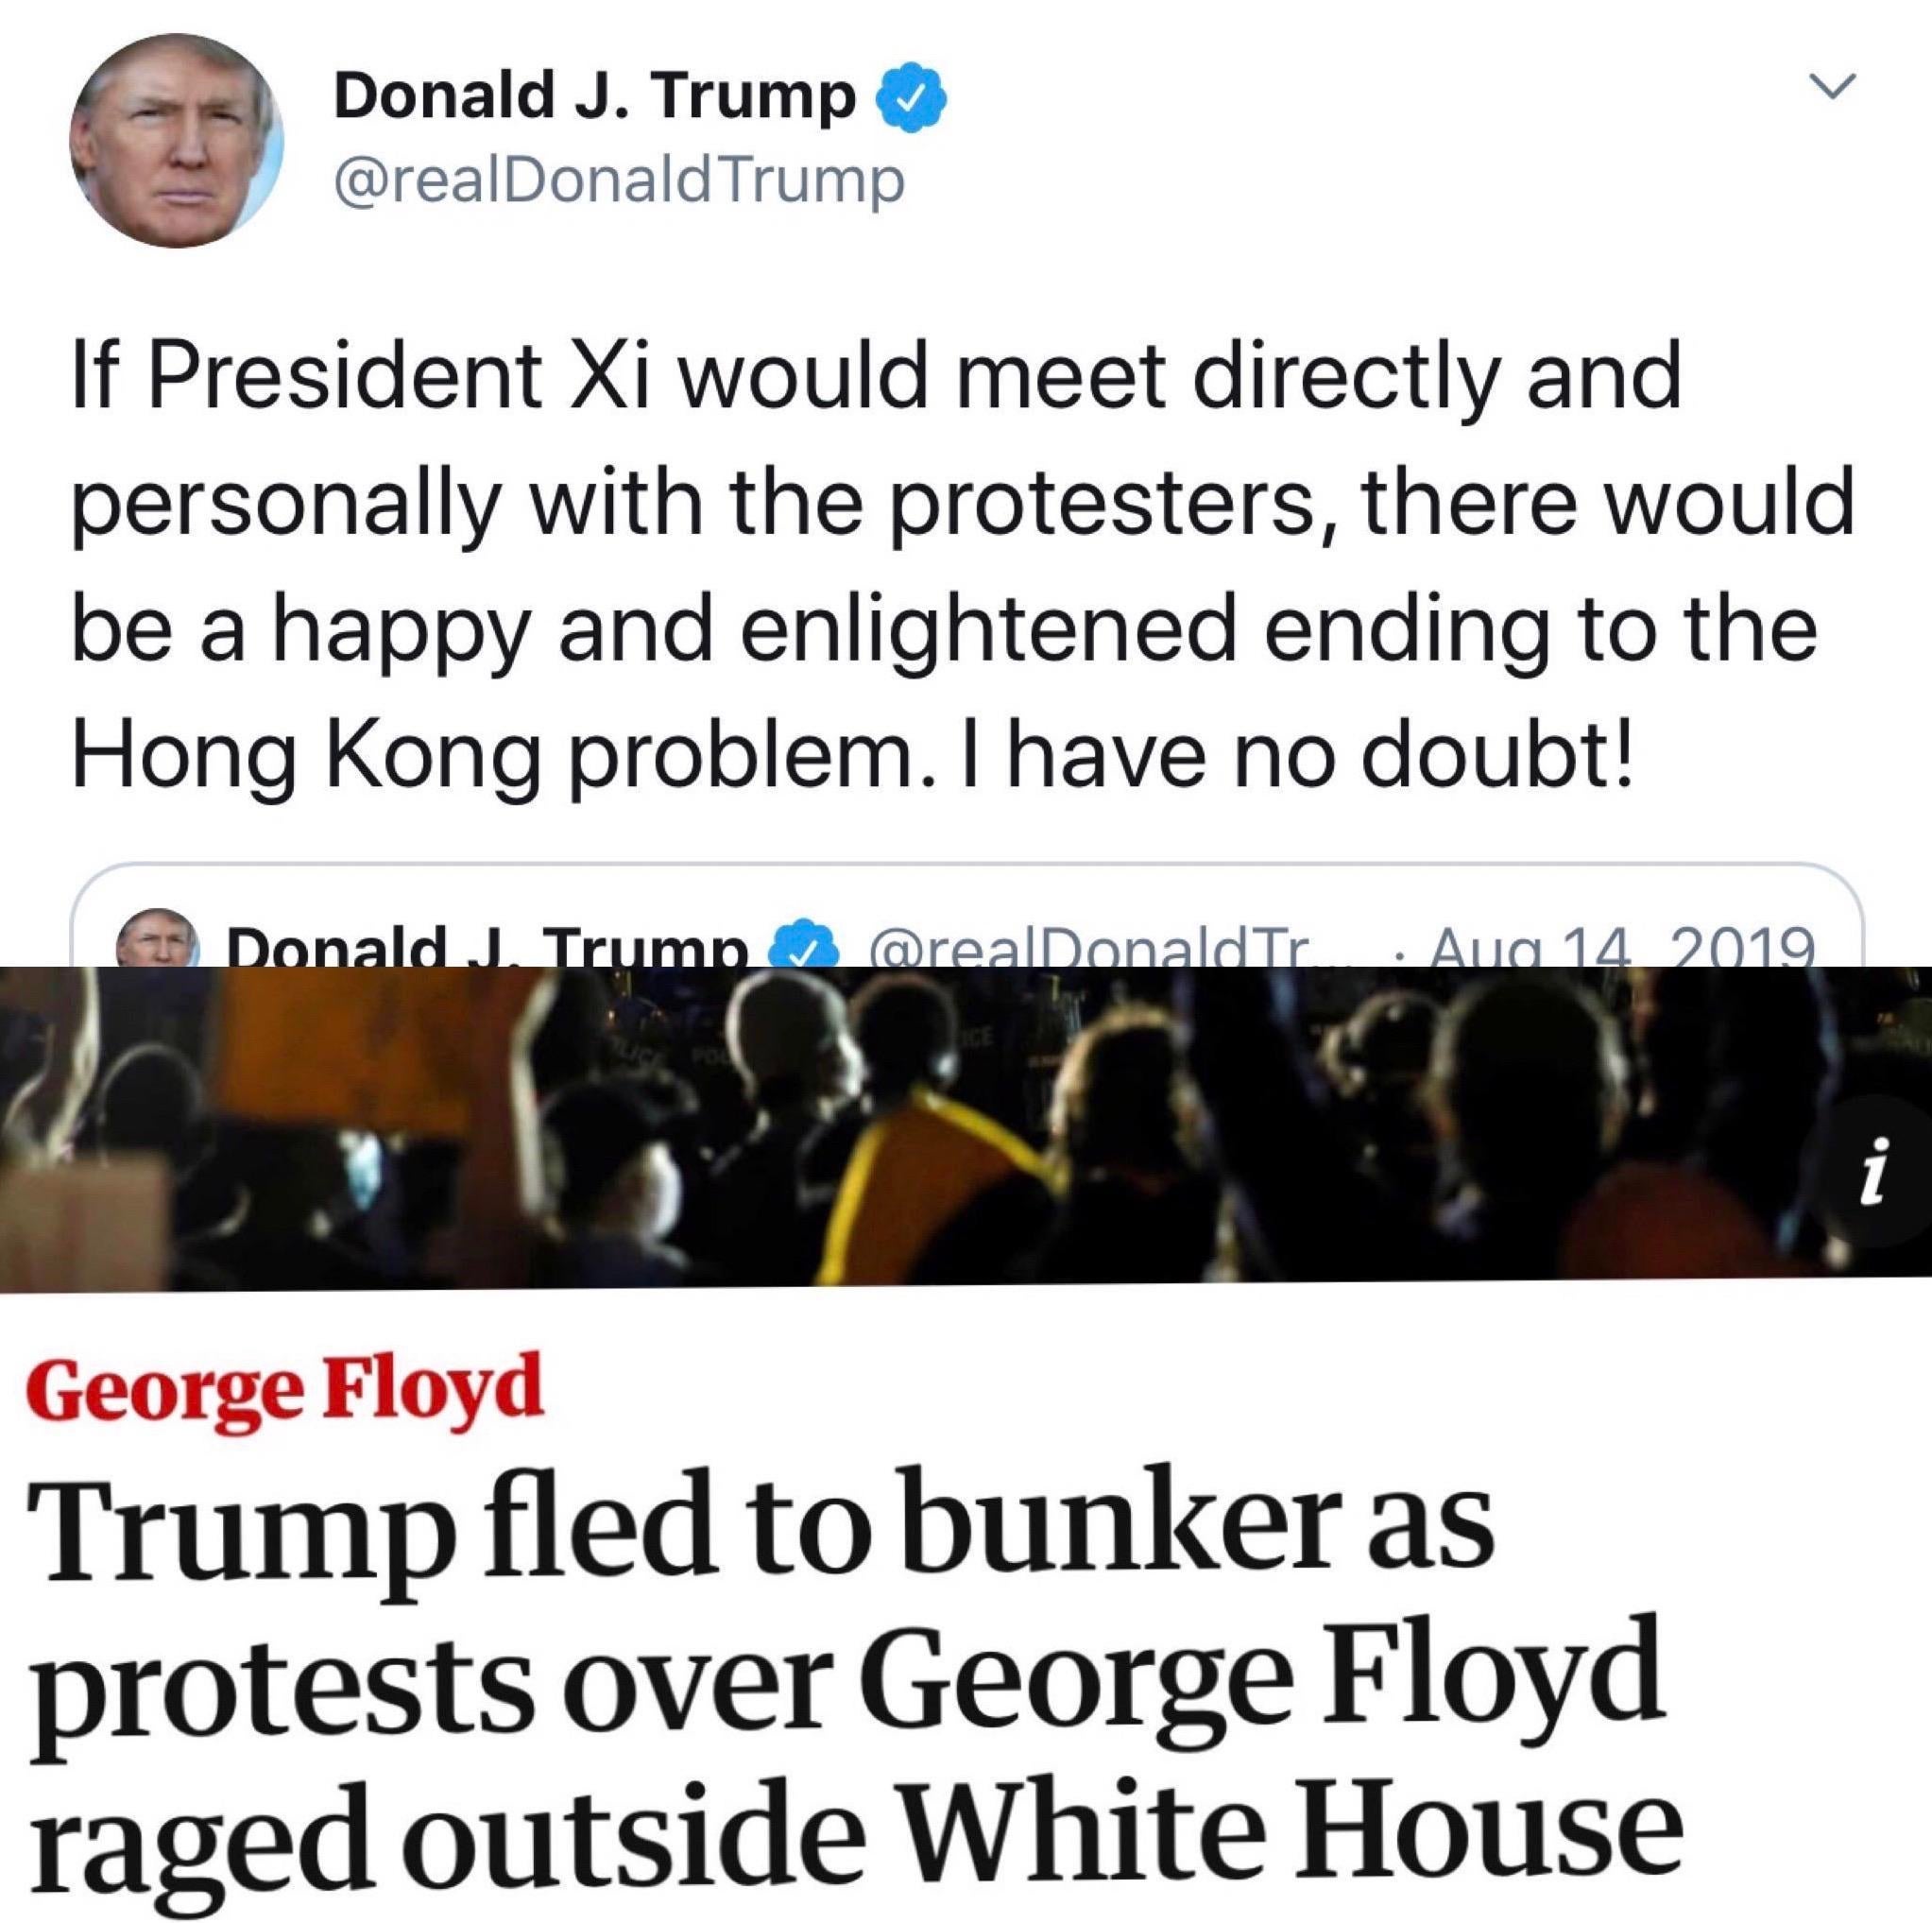 Donald J. Trump
@realDonaldTrump
If President Xi would meet directly and
personally with the protesters, there would
be a happy and enlightened ending to the
Hong Kong problem. I have no doubt!
Donald J. Trump @realDonaldTr... · Aug 14, 2019
i
George Floyd
Trump fled to bunker as
protests over George Floyd
raged outside White House